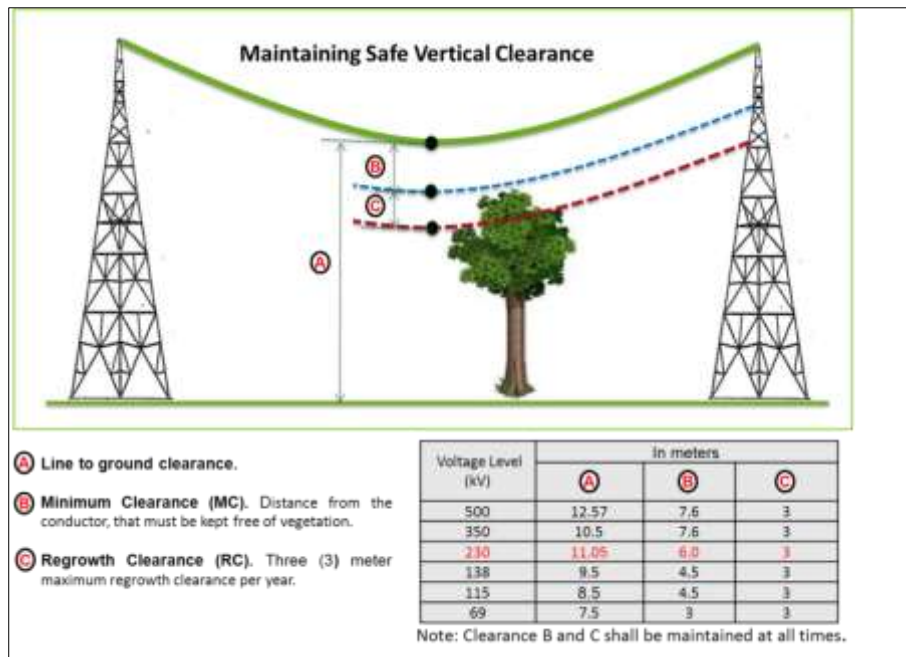 Maintaining Safe Vertical Clearance
B
C
A
A Line to ground clearance.
B Minimum Clearance (MC). Distance from the
conductor, that must be kept free of vegetation.
C Regrowth Clearance (RC). Three (3) meter
maximum regrowth clearance per year.
Voltage Level
(kV)
In meters
A B C
500 12.57 7.6 3
350 10.5 7.6 3
230 11.05 6.0 3
138 9.5 4.5 3
115 8.5 4.5 3
69 7.5 3 3
Note: Clearance B and C shall be maintained at all times.